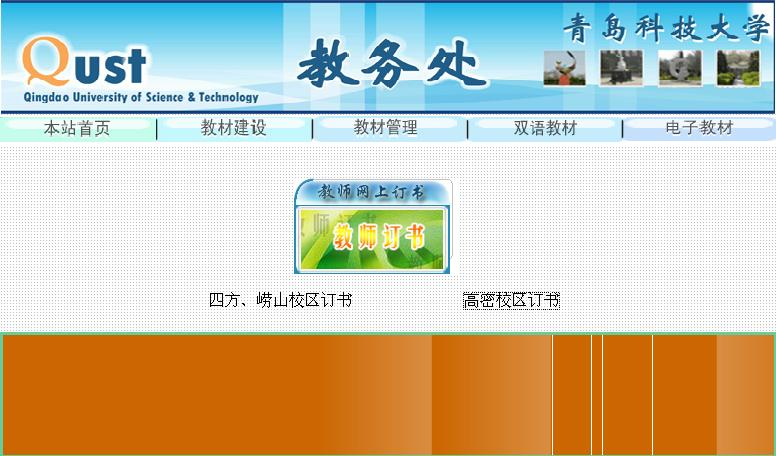 青岛科技大学
Qust
教务处
Qingdao University of Science & Technology
本站首页 教材建设 教材管理 双语教材 电子教材
教师网上订书
教师订书
四方、崂山校区订书 高密校区订书